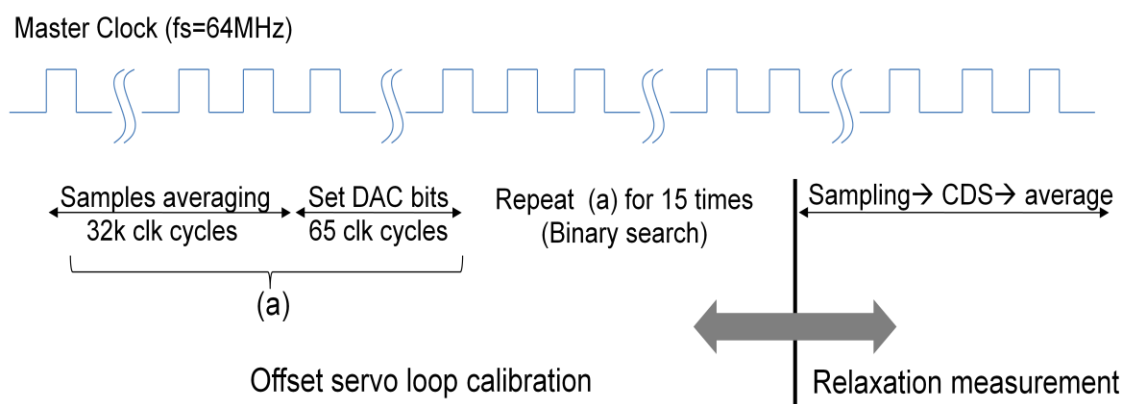 Master Clock (fs=64MHz)
Samples averaging
32k clk cycles
Set DAC bits
65 clk cycles
Repeat (a) for 15 times
(Binary search)
Sampling→ CDS→ average
(a)
Offset servo loop calibration
Relaxation measurement